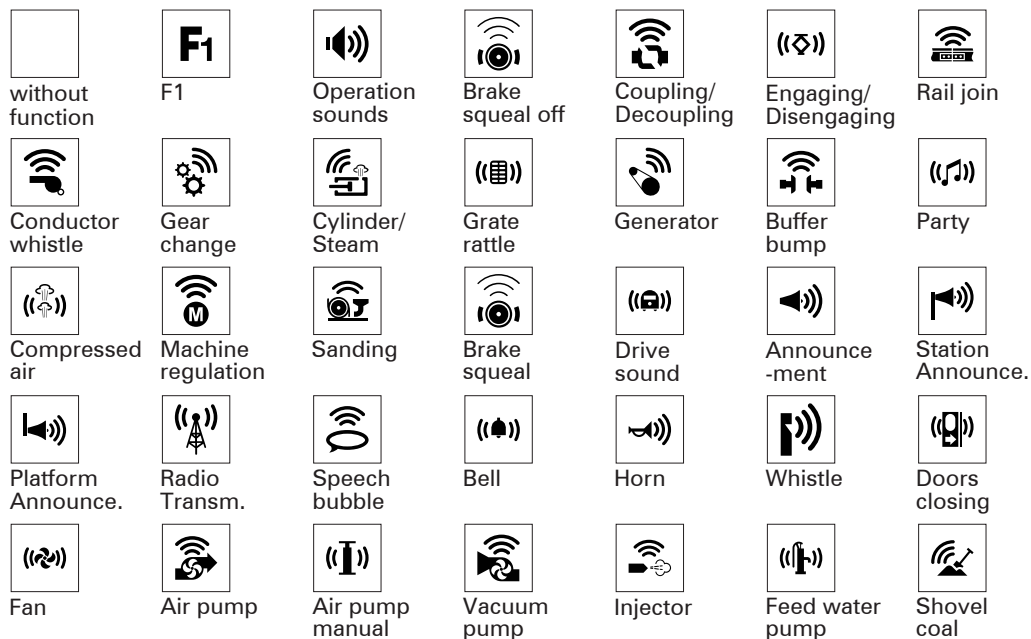 F1
without
function
F1
Operation
sounds
Brake
squeal off
Coupling/
Decoupling
Engaging/
Disengaging
Rail join
Conductor
whistle
Gear
change
Cylinder/
Steam
Grate
rattle
Generator
Buffer
bump
Party
M
Compressed
air
Machine
regulation
Sanding
Brake
squeal
Drive
sound
Announce
-ment
Station
Announce.
Platform
Announce.
Radio
Transm.
Speech
bubble
Bell
Horn
Whistle
Doors
closing
Fan
Air pump
Air pump
manual
Vacuum
pump
Injector
Feed water
pump
Shovel
coal